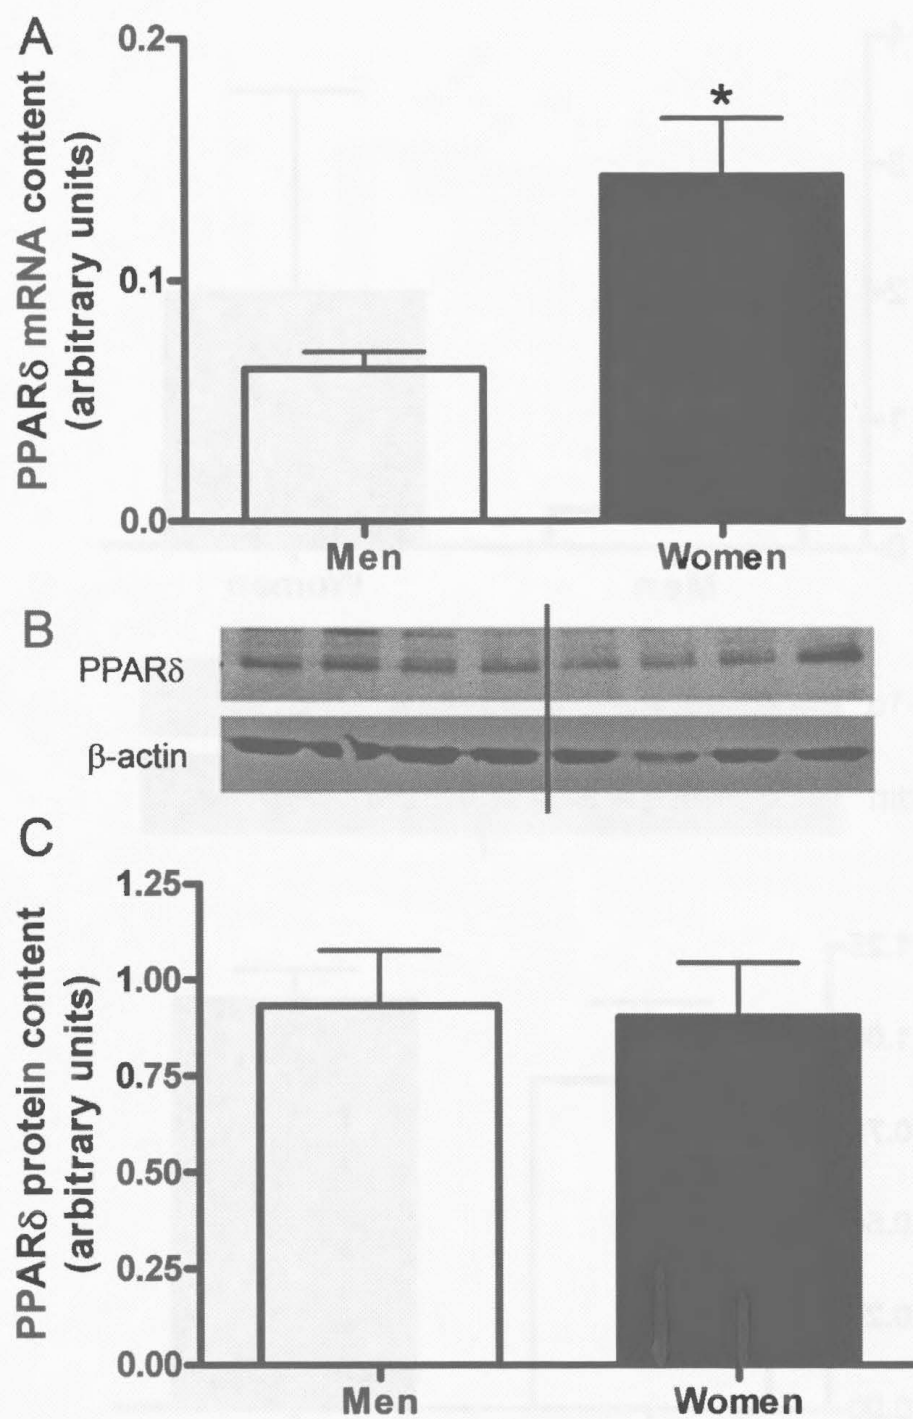 A
PPARδ mRNA content
(arbitrary units)
0.2
0.1
0.0
*
Men
Women
B
PPARδ
β-actin
C
PPARδ protein content
(arbitrary units)
1.25
1.00
0.75
0.50
0.25
0.00
Men
Women